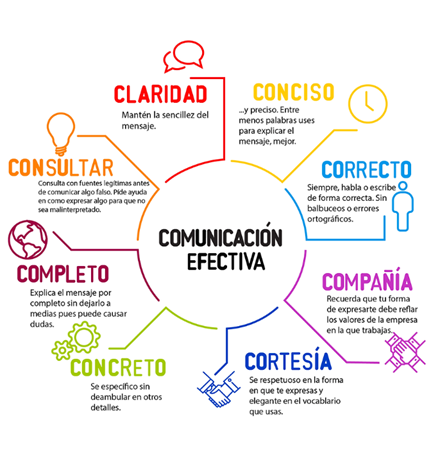 CLARIDAD
Mantén la sencillez del
mensaje.
CONCISO
...y preciso. Entre
menos palabras uses
para explicar el
mensaje, mejor.
CONSULTAR
Consulta con fuentes legítimas antes
de comunicar algo falso. Pide ayuda
en como expresar algo para que no
sea malinterpretado.
CORRECTO
Siempre, habla o escribe
de forma correcta. Sin
balbuceos o errores
ortográficos.
COMUNICACIÓN
EFECTIVA
COMPLETO
Explica el mensaje por
completo sin dejarlo a
medias pues puede causar
dudas.
COMPAÑÍA
Recuerda que tu forma de
expresarte debe reflar
los valores de la empresa
en la que trabajas.
CONCRETO
Se específico sin
deambular en otros
detalles.
CORTESÍA
Se respetuoso en la forma
en que te expresas y
elegante en el vocablario
que usas.